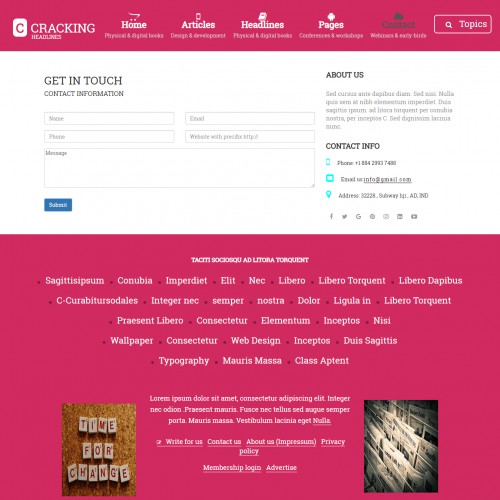 C CRACKING
HEADLINES
Home
Physical & digital books
Articles
Design & development
Headlines
Physical & digital books
Pages
Conferences & workshops
Contact
Webinars & early-birds
Topics
GET IN TOUCH
CONTACT INFORMATION
Name
Email
Phone
Website with precifix http://
Message
Submit
ABOUT US
Sed cursus ante dapibus diam. Sed nisi. Nulla
quis sem at nibh elementum imperdiet. Duis
sagittis ipsum. ad litora torquent per conubia
nostra, per inceptos C. Sed dignissim.lacinia
nunc.
CONTACT INFO
Phone: +1 884 2993 7488
Email us:info@gmail.com
Address: 32228 , Subway hp., AD, IND
TACITI SOCIOSQU AD LITORA TORQUENT
Sagittisipsum Conubia Imperdiet Elit Nec Libero Libero Torquent Libero Dapibus
C-Curabitursodales Integer nec semper nostra Dolor Ligula in Libero Torquent
Praesent Libero Consectetur Elementum Inceptos Nisi
Wallpaper Consectetur Web Design Inceptos Duis Sagittis
Typography Mauris Massa Class Aptent
Lorem ipsum dolor sit amet, consectetur adipiscing elit. Integer
nec odion .Praesent mauris. Fusce nec tellus sed augue semper
porta. Mauris massa. Vestibulum lacinia eget Nulla.
Write for us Contact us About us (Impressum) Privacy
policy
Membership login Advertise
TIME
FOR
CHANGE